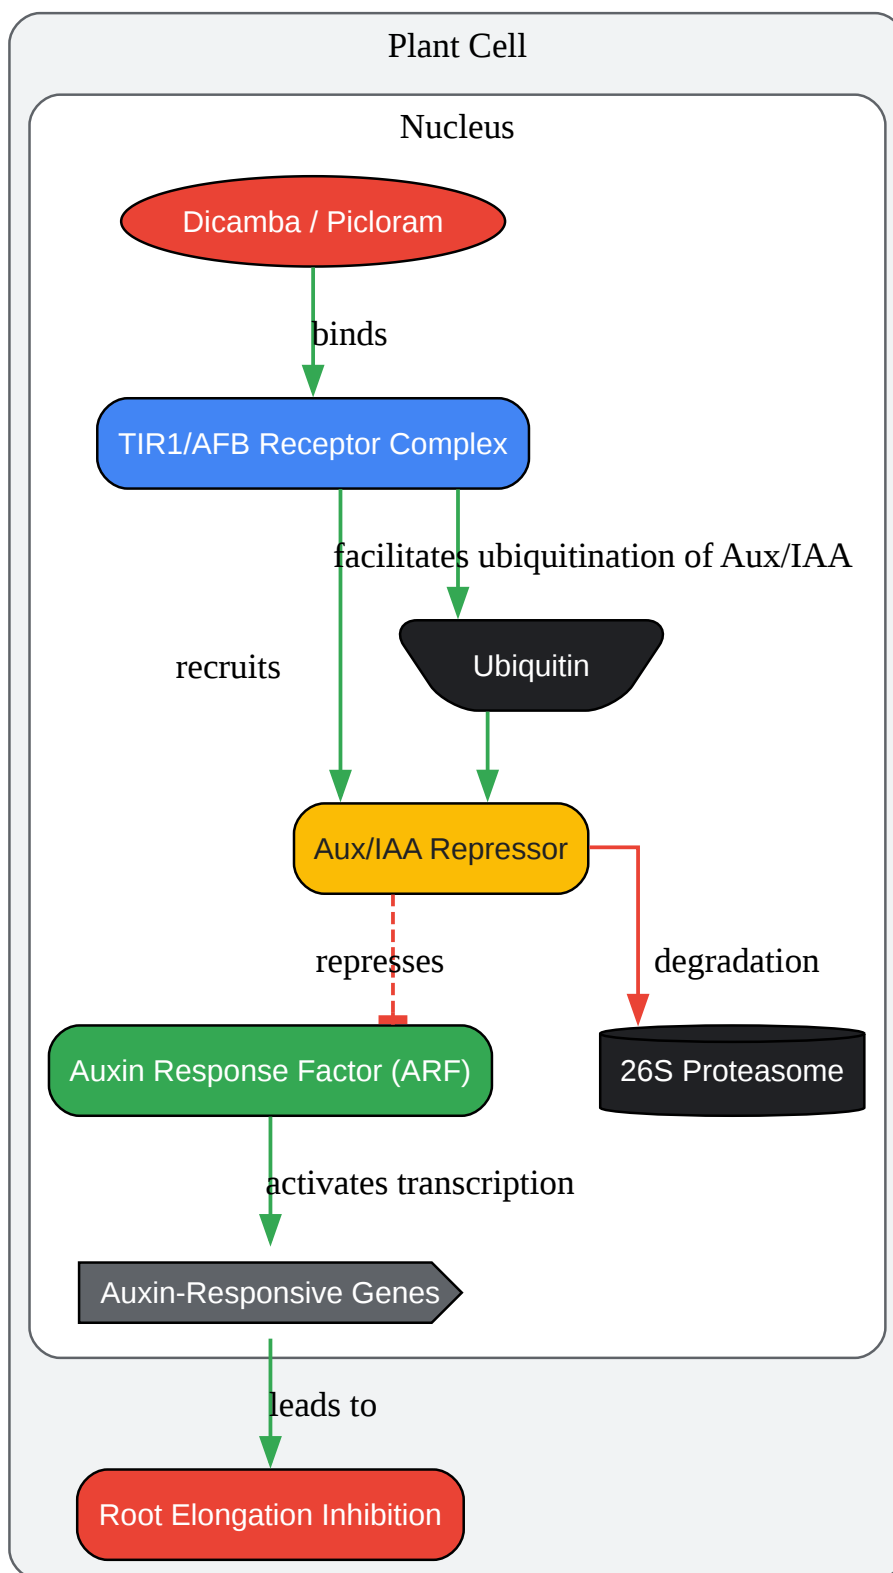 Plant Cell
Nucleus
Dicamba / Picloram
binds
TIR1/AFB Receptor Complex
facilitates ubiquitination of Aux/IAA
recruits
Ubiquitin
Aux/IAA Repressor
represses
degradation
Auxin Response Factor (ARF)
26S Proteasome
activates transcription
Auxin-Responsive Genes
leads to
Root Elongation Inhibition